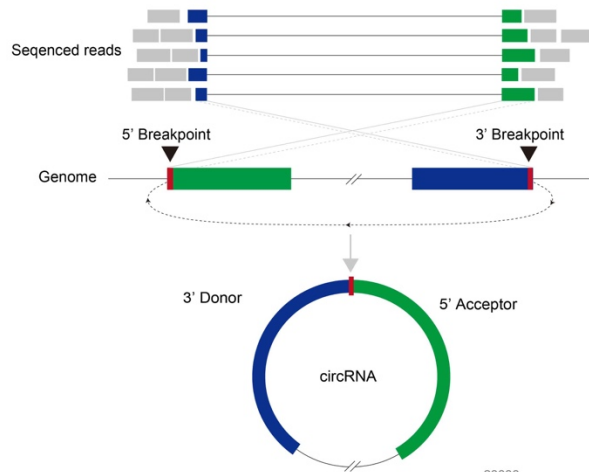 Seqenced reads
5' Breakpoint
3' Breakpoint
Genome
3' Donor
5' Acceptor
circRNA